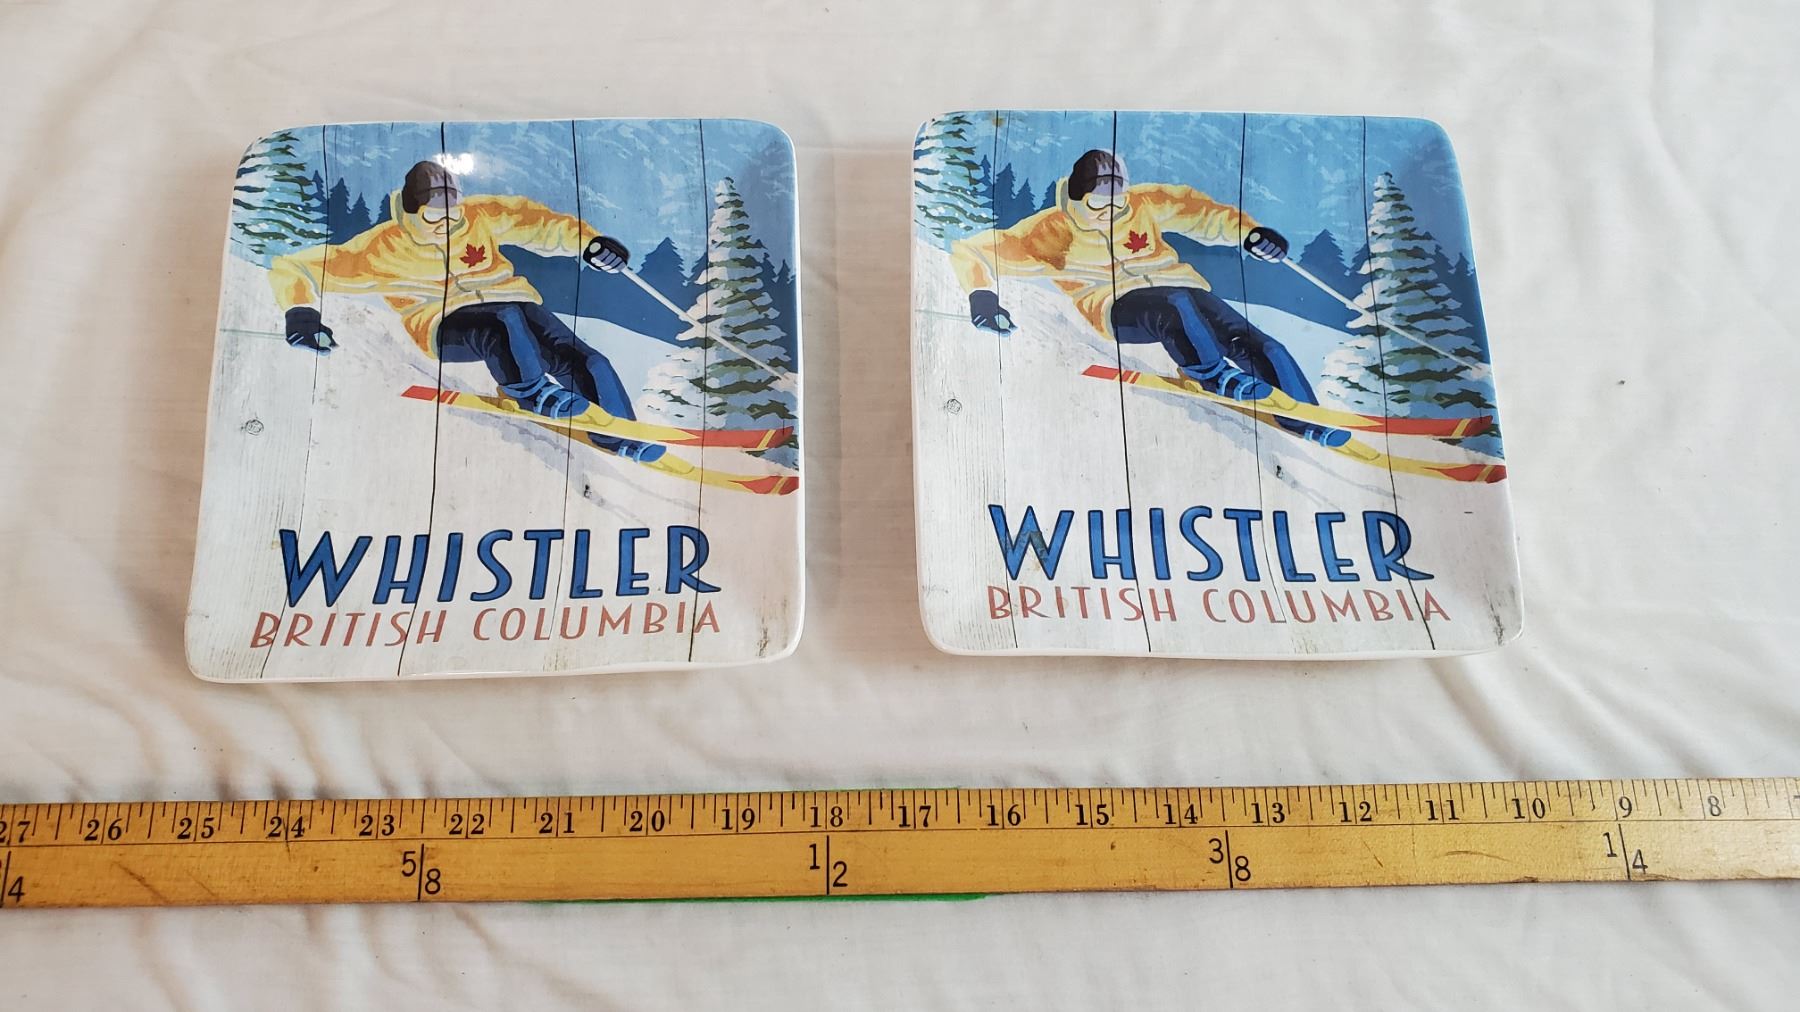 WHISTLER
BRITISH COLUMBIA
WHISTLER
BRITISH COLUMBIA
27 26 25 24 23 22 21 20 19 18 17 16 15 14 13 12 11 10 9 8
4 5 8 1 2 3 8 1 4